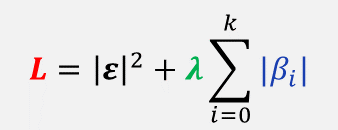 L = |ε|² + λ ∑_{i=0}^{k} |β_i|